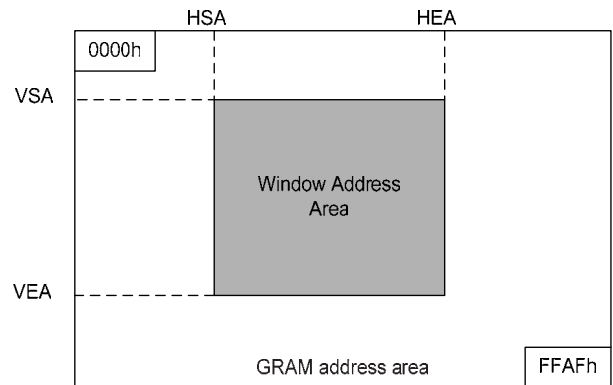 HSA HEA
0000h
VSA
Window Address
Area
VEA
GRAM address area
FFAFh